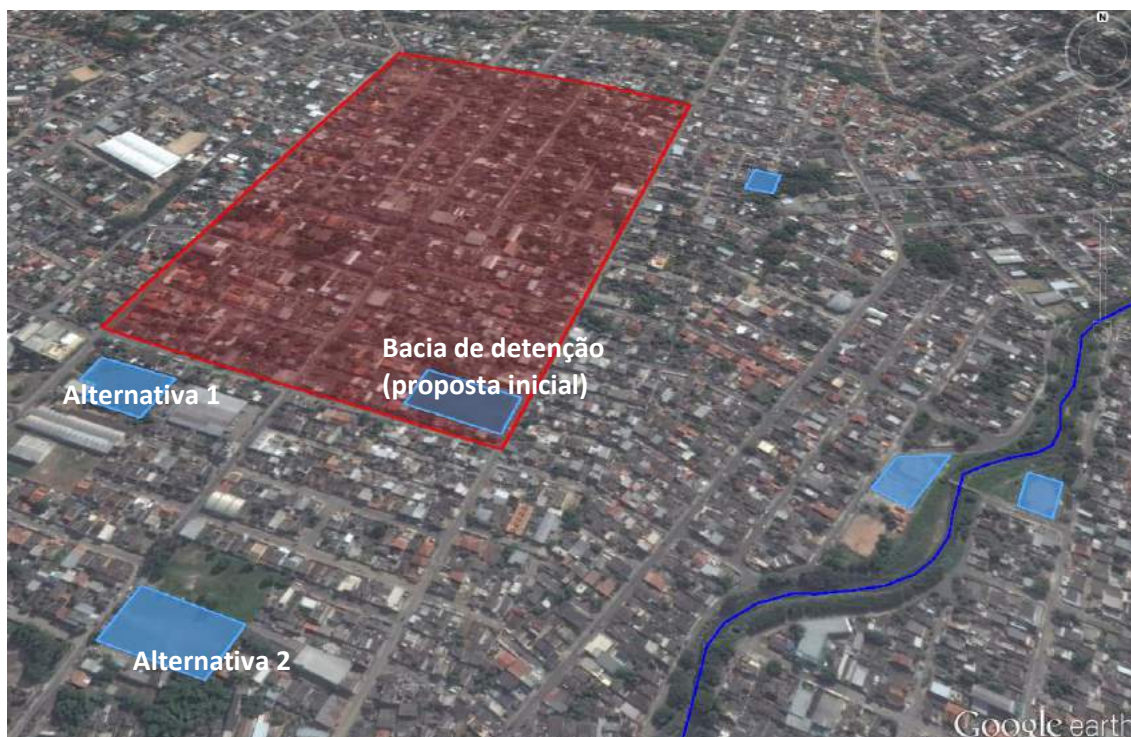 N
Bacia de detenção
(proposta inicial)
Alternativa 1
Alternativa 2
Google earth